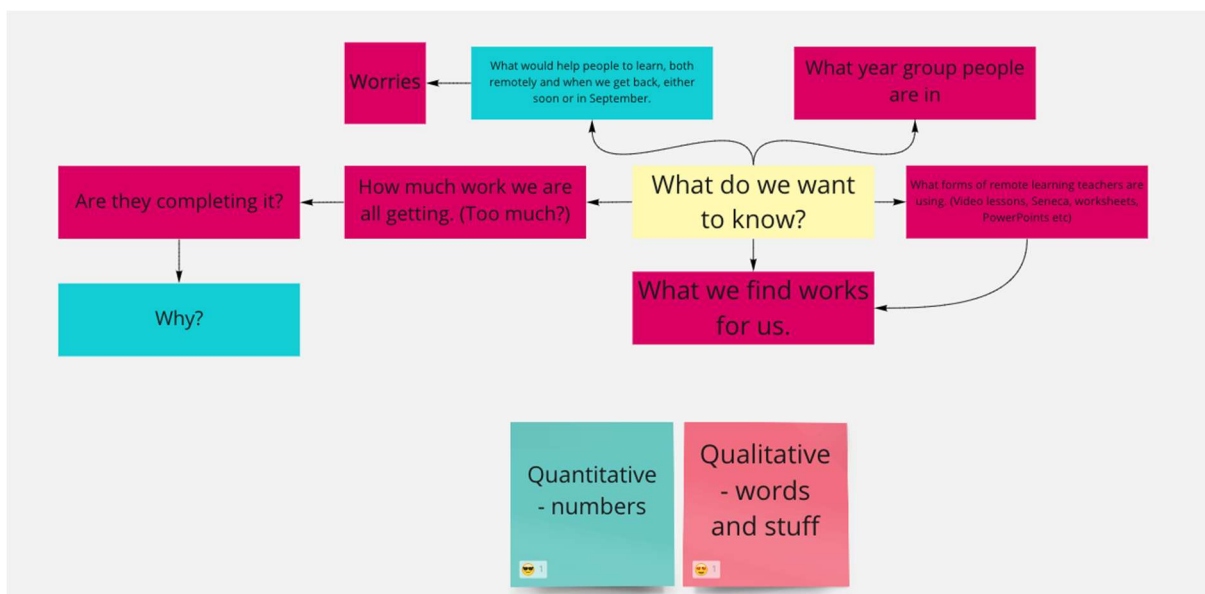 Worries
What would help people to learn, both
remotely and when we get back, either
soon or in September.
What year group people
are in
Are they completing it?
How much work we are
all getting. (Too much?)
What do we want
to know?
What forms of remote learning teachers are
using. (Video lessons, Seneca, worksheets,
PowerPoints etc)
Why?
What we find works
for us.
Quantitative
- numbers
1
Qualitative
- words
and stuff
1